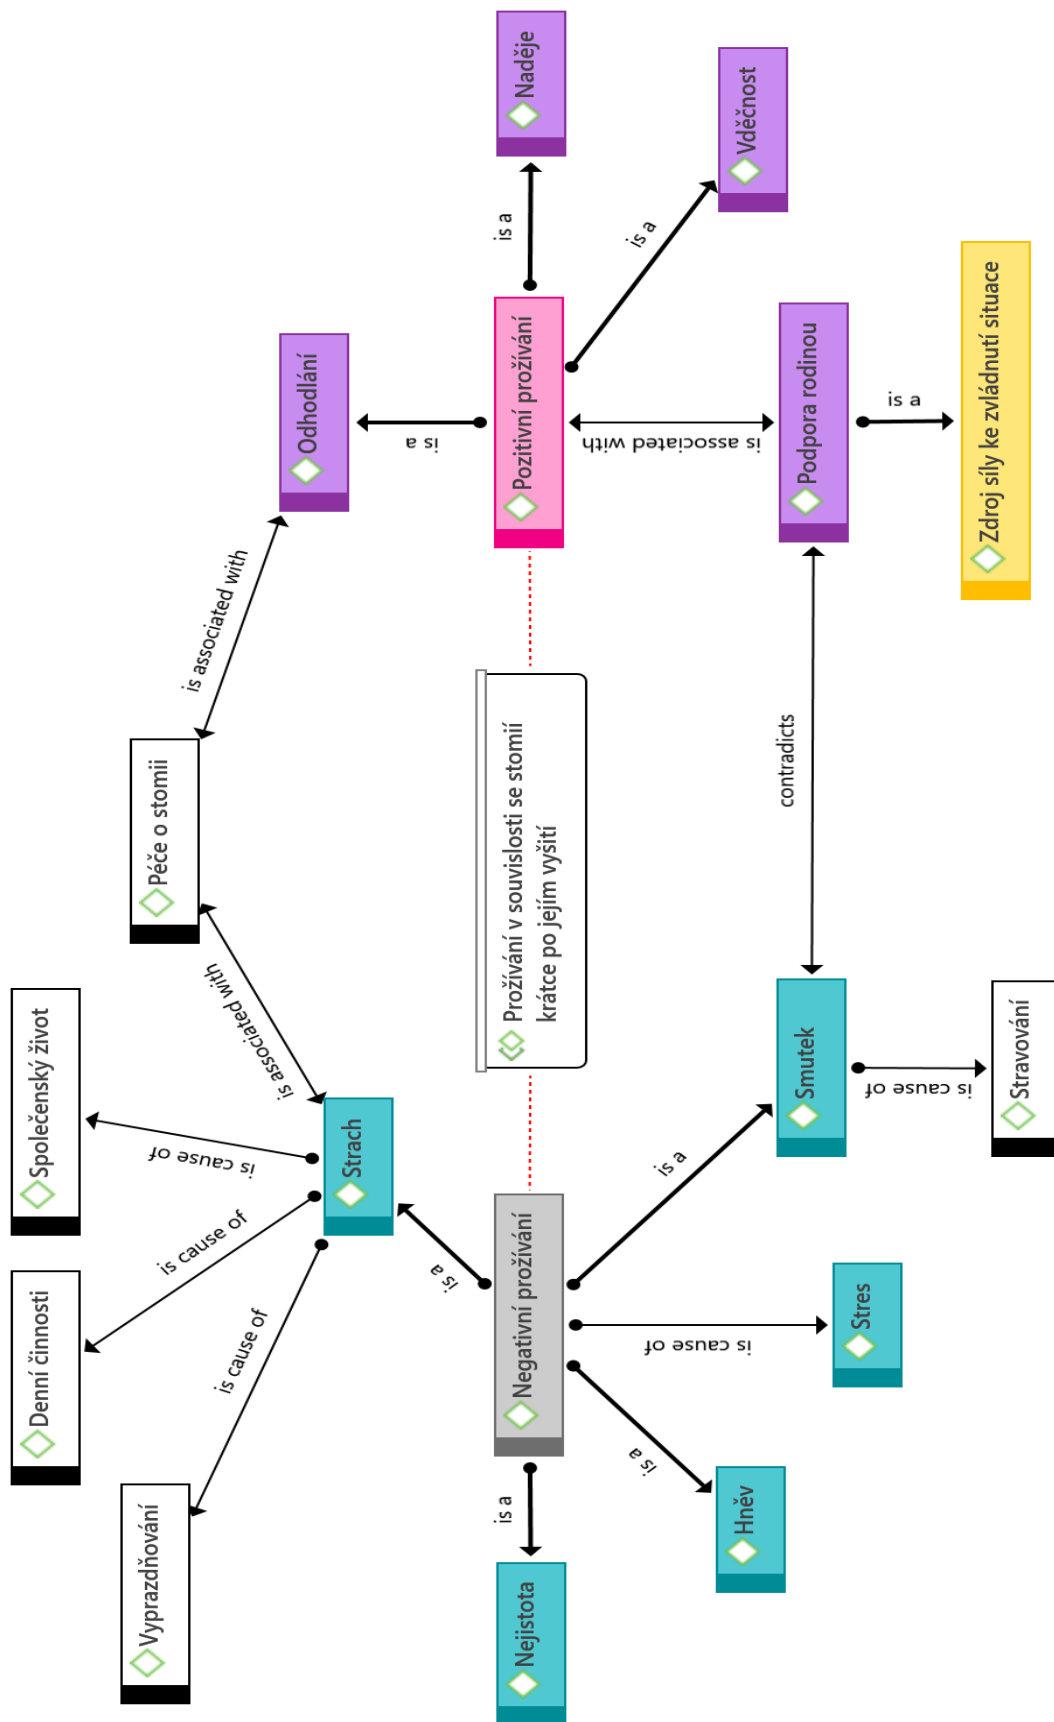 Společenský život
Denní činnosti
Vyprazdňování
Péče o stomii
is associated with
is associated with
is cause of
is cause of
is cause of
Strach
Odhodlání
is a
is a
Nejistota
is a
Negativní prožívání
Prožívání v souvislosti se stomií
krátce po jejím vyšití
Pozitivní prožívání
is a
Naděje
is a
is cause of
is a
is associated with
is a
Hněv
Stres
Smutek
contradicts
Podpora rodinou
Vděčnost
is cause of
is a
Stravování
Zdroj síly ke zvládnutí situace